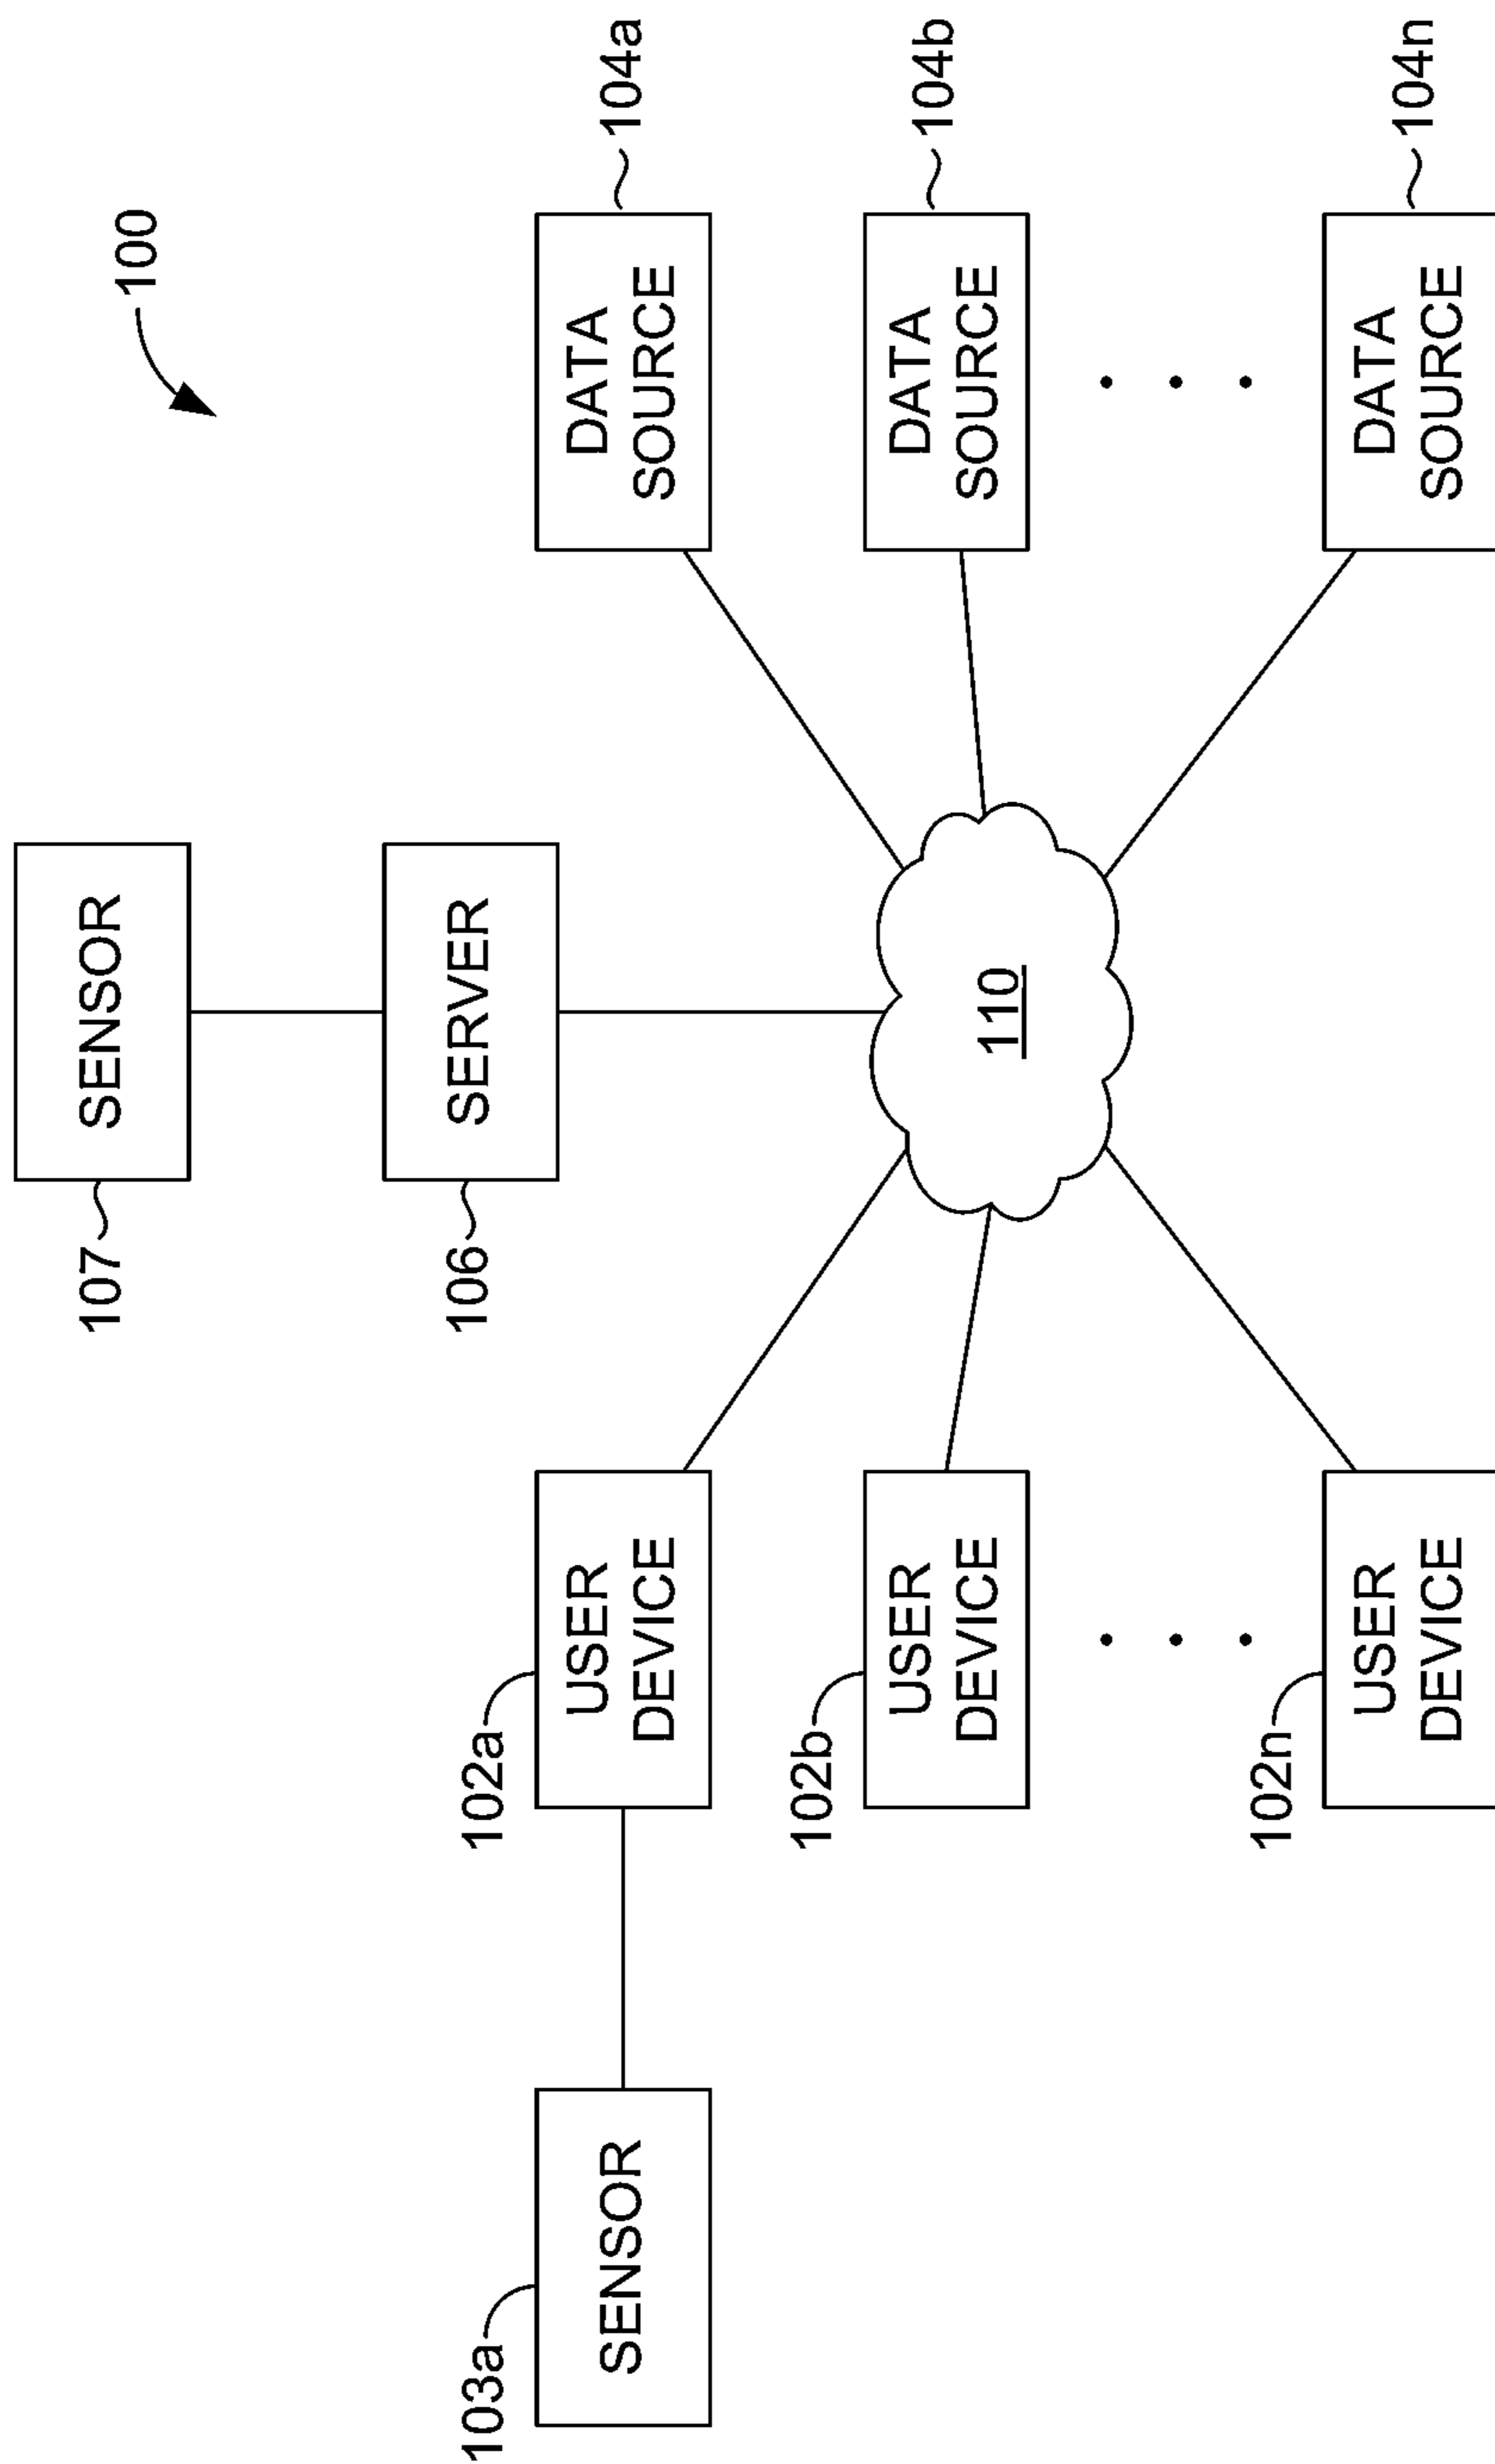 100
SENSOR
107
SERVER
106
103a
SENSOR
102a
USER
DEVICE
DATA
SOURCE
104a
102b
USER
DEVICE
110
DATA
SOURCE
104b
102n
USER
DEVICE
DATA
SOURCE
104n